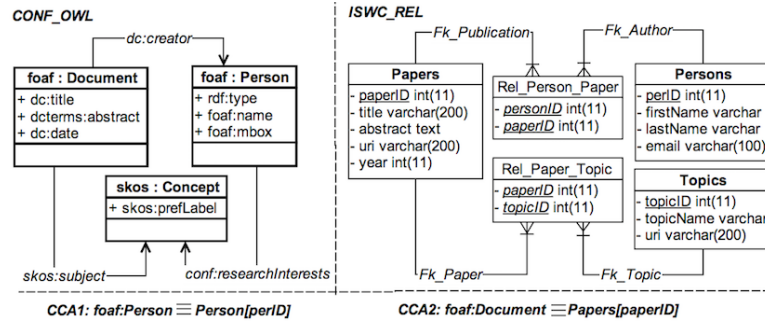 CONF_OWL
dc:creator
foaf : Document
+ dc:title
+ dcterms:abstract
+ dc:date
foaf : Person
+ rdf:type
+ foaf:name
+ foaf:mbox
skos : Concept
+ skos:prefLabel
skos:subject
conf:researchInterests
ISWC_REL
Fk_Publication
Fk_Author
Papers
- paperID int(11)
- title varchar(200)
- abstract text
- uri varchar(200)
- year int(11)
Rel_Person_Paper
- personID int(11)
- paperID int(11)
Persons
- perID int(11)
- firstName varchar
- lastName varchar
- email varchar(100)
Rel_Paper_Topic
- paperID int(11)
- topicID int(11)
Topics
- topicID int(11)
- topicName varchar
- uri varchar(200)
Fk_Paper
Fk_Topic
CCA1: foaf:Person ≡ Person[perID]
CCA2: foaf:Document ≡ Papers[paperID]